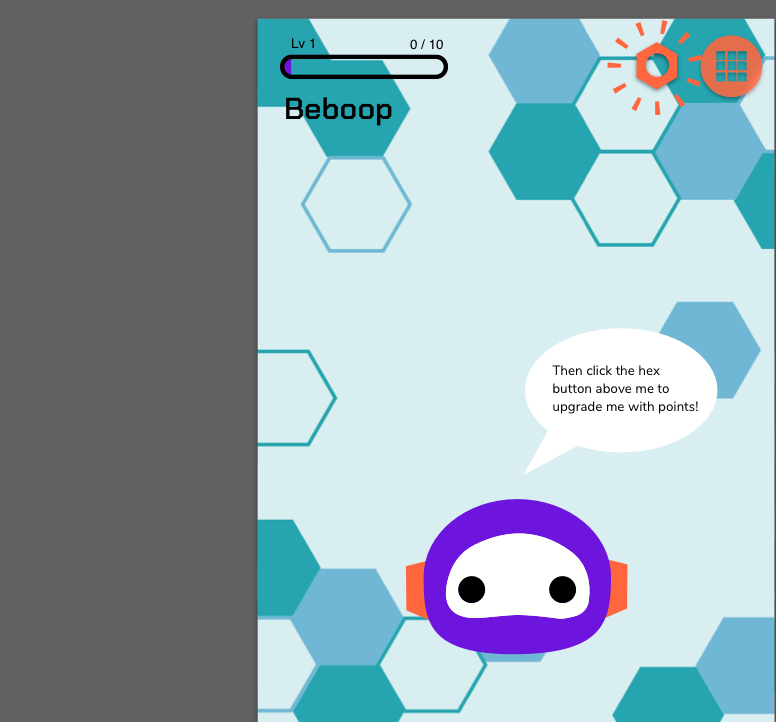 Lv 1
0 / 10
Beboop
Then click the hex
button above me to
upgrade me with points!